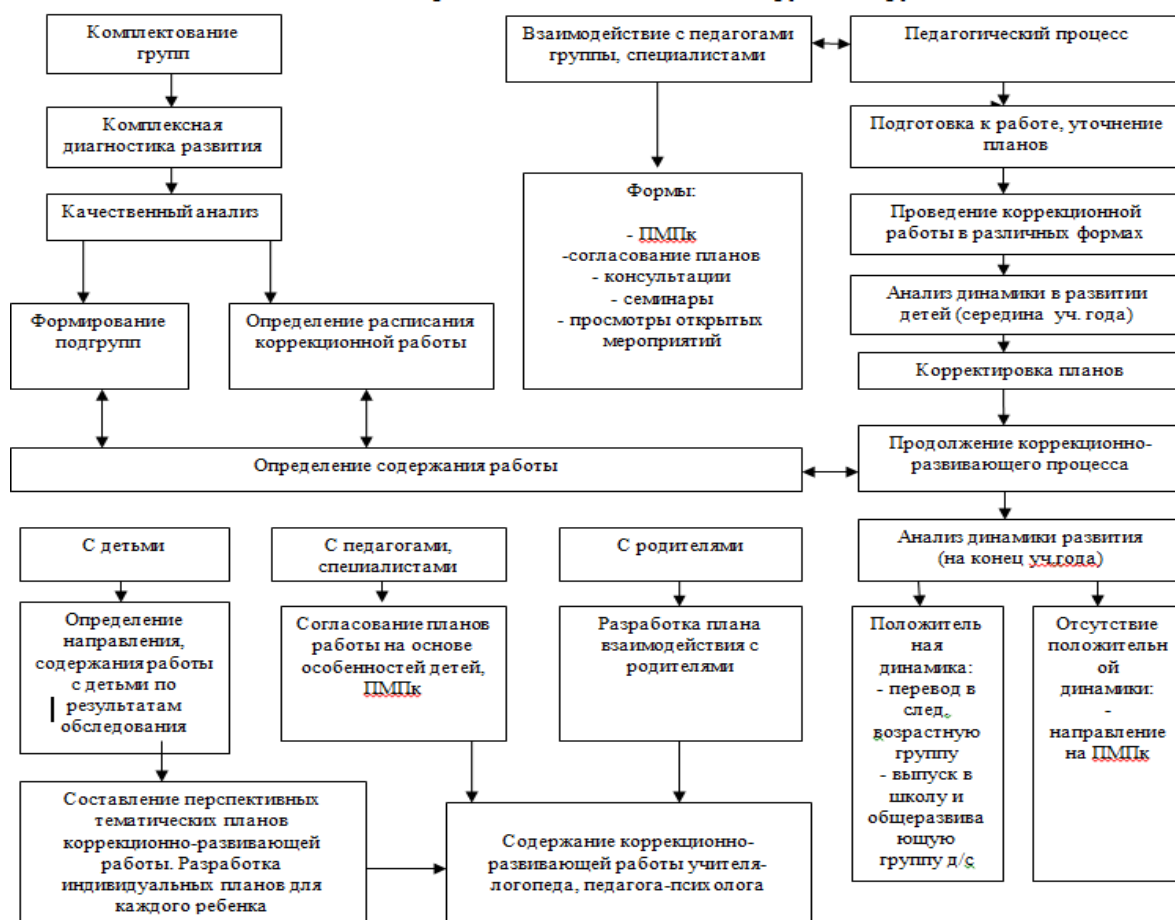 Комплектование
групп
Взаимодействие с педагогами
группы, специалистами
Педагогический процесс
Комплексная
диагностика развития
Подготовка к работе, уточнение
планов
Качественный анализ
Формы:
- ПМПк
-согласование планов
- консультации
- семинары
- просмотры открытых
мероприятий
Проведение коррекционной
работы в различных формах
Формирование
подгрупп
Определение расписания
коррекционной работы
Анализ динамики в развитии
детей (середина уч. года)
Корректировка планов
Определение содержания работы
Продолжение коррекционно-
развивающего процесса
С детьми
С педагогами,
специалистами
С родителями
Анализ динамики развития
(на конец уч.года)
Определение
направления,
содержания работы
с детьми по
результатам
обследования
Согласование планов
работы на основе
особенностей детей,
ПМПк
Разработка плана
взаимодействия с
родителями
Положитель
ная
динамика:
- перевод в
след.
возрастную
группу
- выпуск в
школу и
общеразвива
ющую
группу д/с
Отсутствие
положительн
ой
динамики:
-
направление
на ПМПк
Составление перспективных
тематических планов
коррекционно-развивающей
работы. Разработка
индивидуальных планов для
каждого ребенка
Содержание коррекционно-
развивающей работы учителя-
логопеда, педагога-психолога